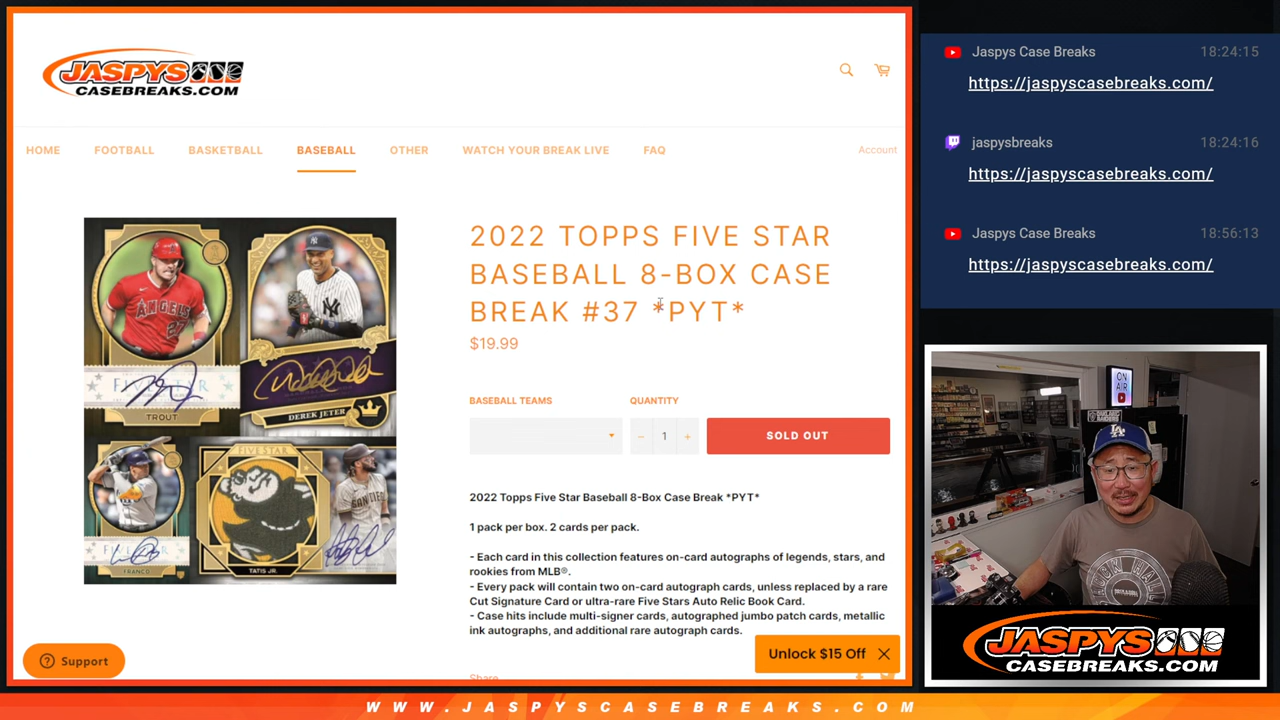 JASPYS
CASEBREAKS.COM
HOME
FOOTBALL
BASKETBALL
BASEBALL
OTHER
WATCH YOUR BREAK LIVE
FAQ
Account
ANGELS
27
FIVE STAR
TROUT
DEREK JETER
FRANCO
FIVE STAR
TATIS JR.
SAN DIEGO
2022 TOPPS FIVE STAR
BASEBALL 8-BOX CASE
BREAK #37 *PYT*
$19.99
BASEBALL TEAMS
QUANTITY
− 1 +
SOLD OUT
2022 Topps Five Star Baseball 8-Box Case Break *PYT*
1 pack per box. 2 cards per pack.
- Each card in this collection features on-card autographs of legends, stars, and
rookies from MLB®.
- Every pack will contain two on-card autograph cards, unless replaced by a rare
Cut Signature Card or ultra-rare Five Stars Auto Relic Book Card.
- Case hits include multi-signer cards, autographed jumbo patch cards, metallic
ink autographs, and additional rare autograph cards.
Share
Support
Unlock $15 Off
Jaspys Case Breaks 18:24:15
https://jaspyscasebreaks.com/
jaspysbreaks 18:24:16
https://jaspyscasebreaks.com/
Jaspys Case Breaks 18:56:13
https://jaspyscasebreaks.com/
ON
AIR
LA
JASPYS
CASEBREAKS.COM
WWW.JASPYSCASEBREAKS.COM